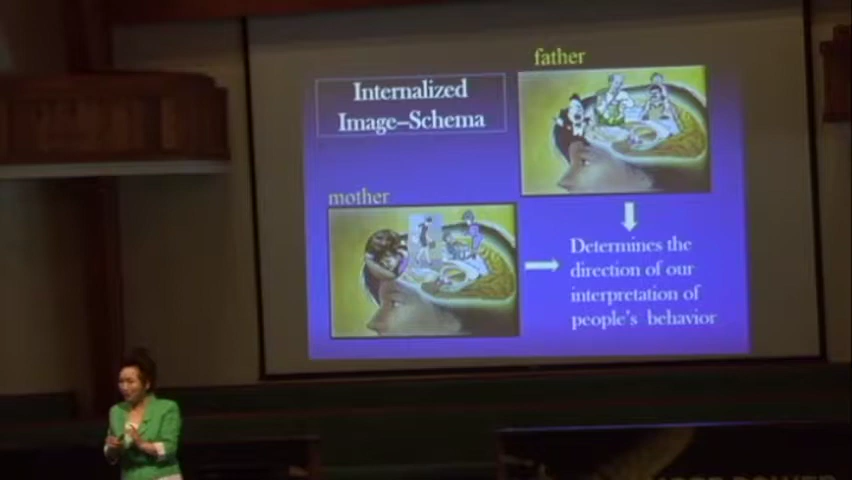 father
Internalized
Image–Schema
mother
Determines the
direction of our
interpretation of
people's behavior